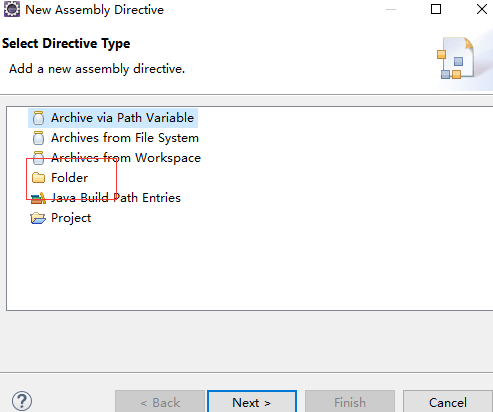 New Assembly Directive
Select Directive Type
Add a new assembly directive.
Archive via Path Variable
Archives from File System
Archives from Workspace
Folder
Java Build Path Entries
Project
?
< Back
Next >
Finish
Cancel